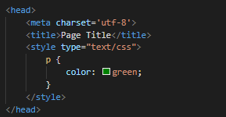 <head>
    <meta charset='utf-8'>
    <title>Page Title</title>
    <style type="text/css">
        p {
            color: green;
        }
    </style>
</head>